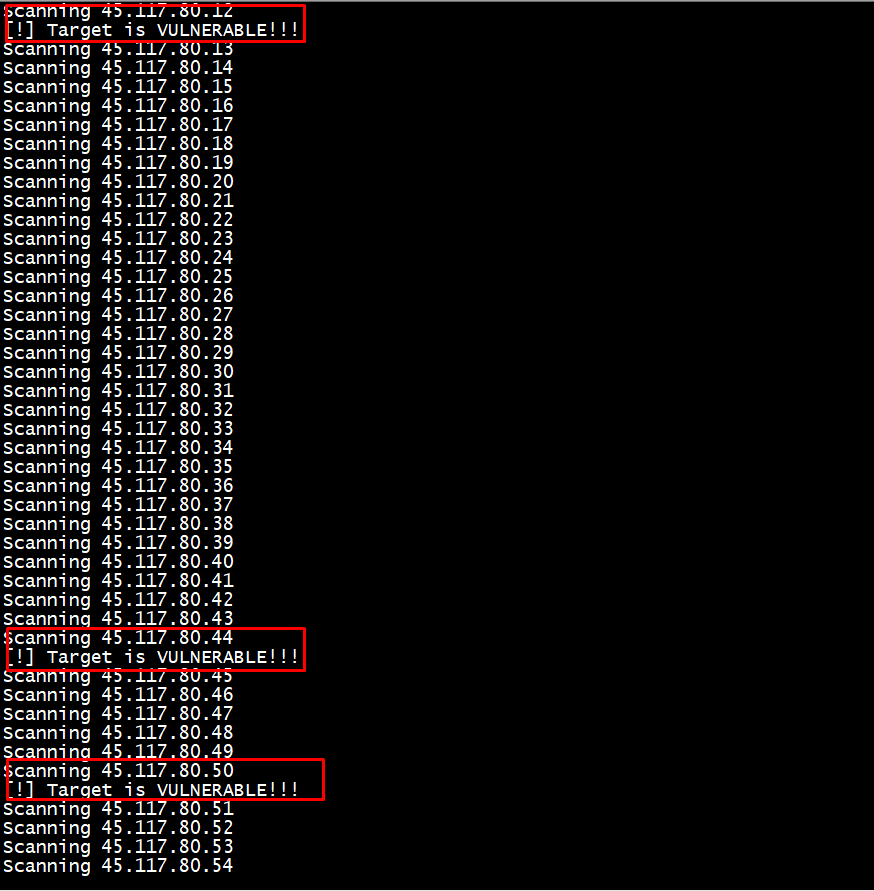 Scanning 45.117.80.12
[!] Target is VULNERABLE!!!
Scanning 45.117.80.13
Scanning 45.117.80.14
Scanning 45.117.80.15
Scanning 45.117.80.16
Scanning 45.117.80.17
Scanning 45.117.80.18
Scanning 45.117.80.19
Scanning 45.117.80.20
Scanning 45.117.80.21
Scanning 45.117.80.22
Scanning 45.117.80.23
Scanning 45.117.80.24
Scanning 45.117.80.25
Scanning 45.117.80.26
Scanning 45.117.80.27
Scanning 45.117.80.28
Scanning 45.117.80.29
Scanning 45.117.80.30
Scanning 45.117.80.31
Scanning 45.117.80.32
Scanning 45.117.80.33
Scanning 45.117.80.34
Scanning 45.117.80.35
Scanning 45.117.80.36
Scanning 45.117.80.37
Scanning 45.117.80.38
Scanning 45.117.80.39
Scanning 45.117.80.40
Scanning 45.117.80.41
Scanning 45.117.80.42
Scanning 45.117.80.43
Scanning 45.117.80.44
[!] Target is VULNERABLE!!!
Scanning 45.117.80.45
Scanning 45.117.80.46
Scanning 45.117.80.47
Scanning 45.117.80.48
Scanning 45.117.80.49
Scanning 45.117.80.50
[!] Target is VULNERABLE!!!
Scanning 45.117.80.51
Scanning 45.117.80.52
Scanning 45.117.80.53
Scanning 45.117.80.54